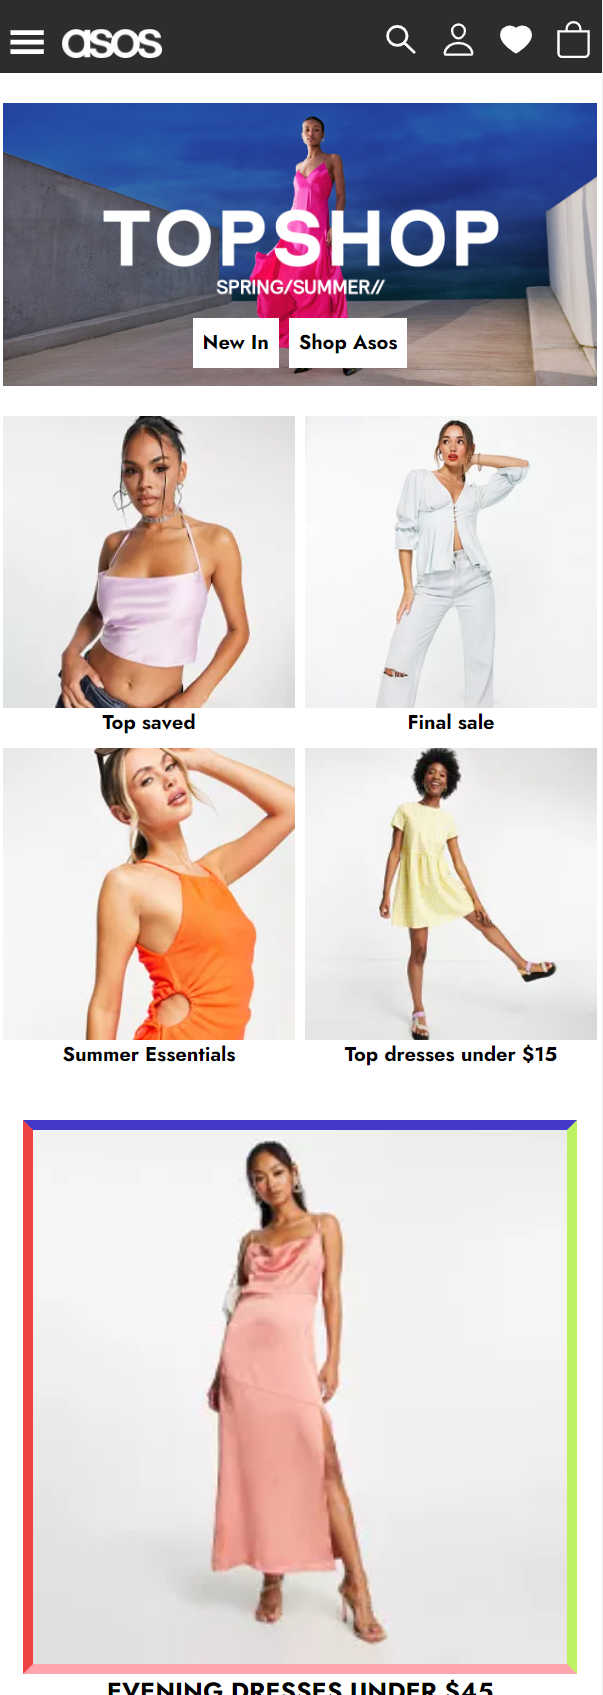 asos
TOPSHOP
SPRING/SUMMER//
New In
Shop Asos
Top saved
Final sale
Summer Essentials
Top dresses under $15
EVENING DRESSES UNDER $45